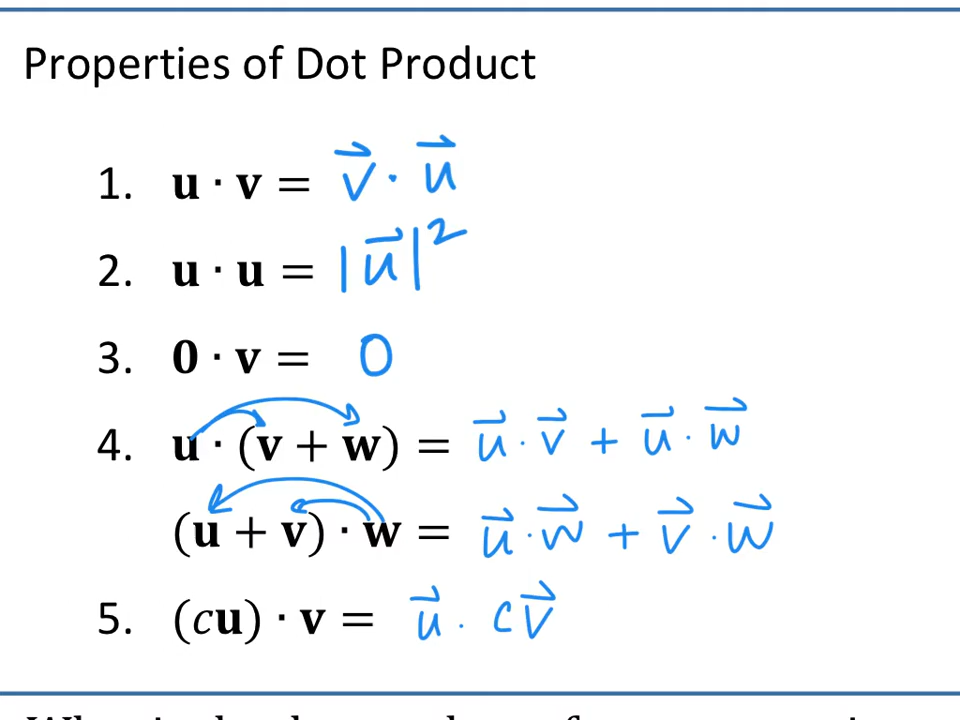 Properties of Dot Product
1. 𝐮 · 𝐯 = v⃗ · u⃗
2. 𝐮 · 𝐮 = |u⃗|²
3. 𝟎 · 𝐯 = 0
4. 𝐮 · (𝐯 + 𝐰) = u⃗ · v⃗ + u⃗ · w⃗
(𝐮 + 𝐯) · 𝐰 = u⃗ · w⃗ + v⃗ · w⃗
5. (𝑐𝐮) · 𝐯 = u⃗ · cv⃗